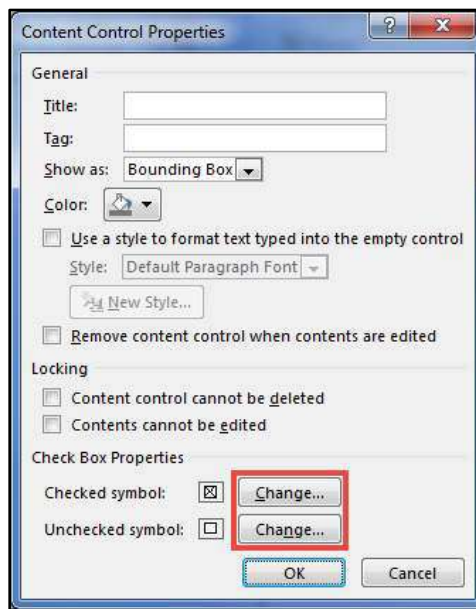 Content Control Properties
General
Title:
Tag:
Show as: Bounding Box
Color:
Use a style to format text typed into the empty control
Style: Default Paragraph Font
New Style...
Remove content control when contents are edited
Locking
Content control cannot be deleted
Contents cannot be edited
Check Box Properties
Checked symbol: Change...
Unchecked symbol: Change...
OK Cancel